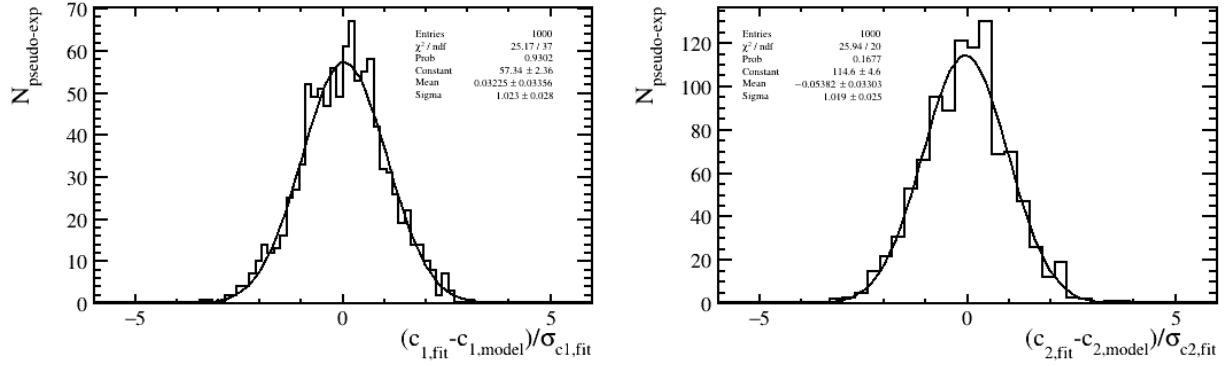 N_pseudo-exp
70
60
50
40
30
20
10
0
Entries 1000
χ² / ndf 25.17 / 37
Prob 0.9302
Constant 57.34 ± 2.36
Mean 0.03225 ± 0.03356
Sigma 1.023 ± 0.028
−5 0 5
(c_1,fit-c_1,model)/σ_c1,fit
N_pseudo-exp
120
100
80
60
40
20
0
Entries 1000
χ² / ndf 25.94 / 20
Prob 0.1677
Constant 114.6 ± 4.6
Mean −0.05382 ± 0.03303
Sigma 1.019 ± 0.025
−5 0 5
(c_2,fit-c_2,model)/σ_c2,fit